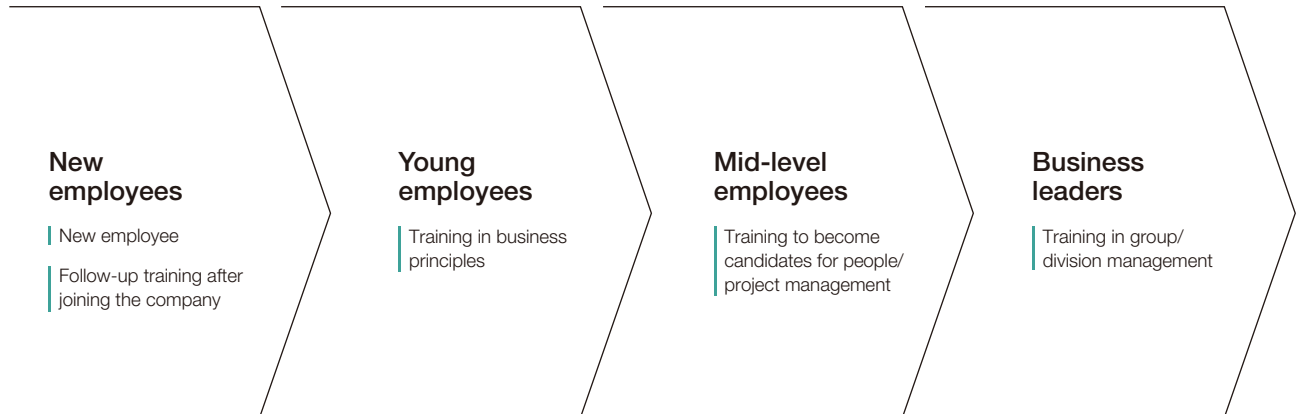 New
employees
New employee
Follow-up training after
joining the company
Young
employees
Training in business
principles
Mid-level
employees
Training to become
candidates for people/
project management
Business
leaders
Training in group/
division management